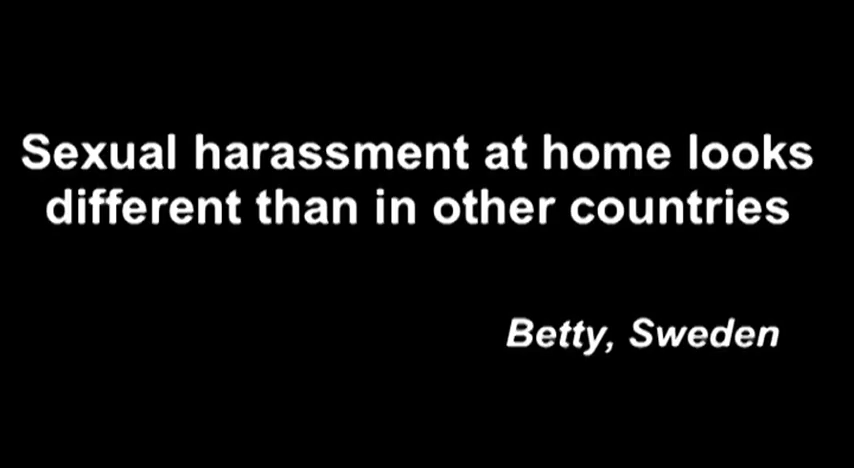 Sexual harassment at home looks
different than in other countries
Betty, Sweden